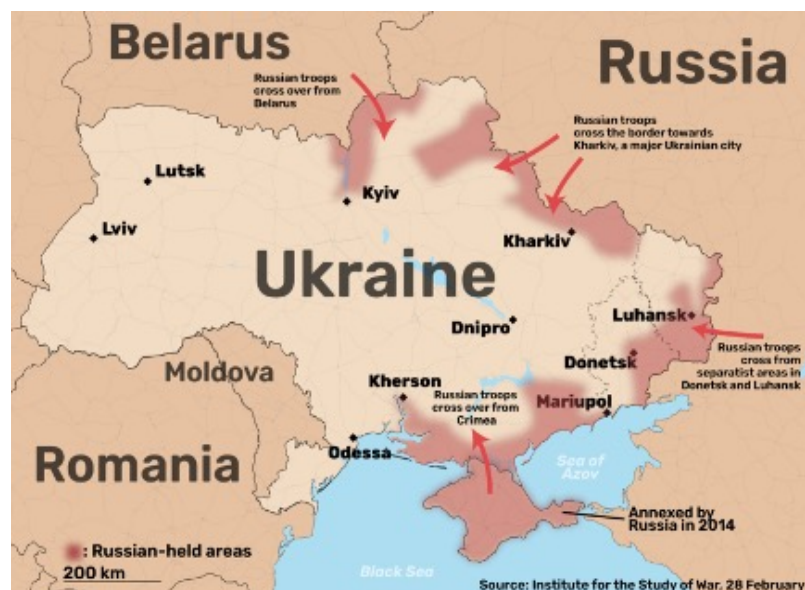 Belarus
Russia
Russian troops
cross over from
Belarus
Russian troops
cross the border towards
Kharkiv, a major Ukrainian city
Lutsk
Kyiv
Lviv
Kharkiv
Ukraine
Luhansk
Dnipro
Russian troops
cross from
separatist areas in
Donetsk and Luhansk
Donetsk
Moldova
Kherson
Russian troops
cross over from
Crimea
Mariupol
Odessa
Romania
Sea of
Azov
Annexed by
Russia in 2014
: Russian-held areas
200 km
Black Sea
Source: Institute for the Study of War, 28 February